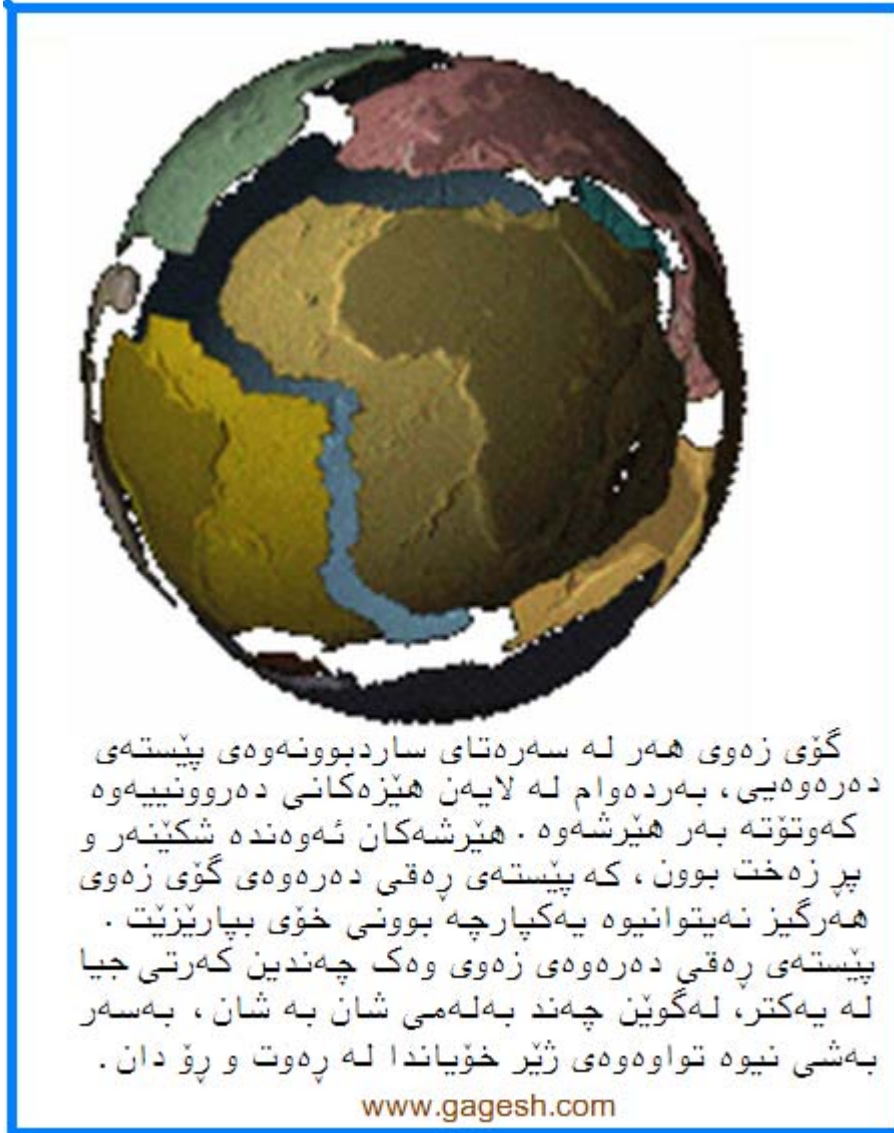 گۆی زەوی هەر لە سەرەتای ساردبوونەوەی پێستەی
دەرەوەیی، بەردەوام لە لایەن هێزەکانی دەروونییەوە
کەوتۆتە بەر هێرشەوە . هێرشەکان ئەوەندە شکێنەر و
پڕ زەخت بوون ، کە پێستەی ڕەقی دەرەوەی گۆی زەوی
هەرگیز نەیتوانیوە یەکپارچە بوونی خۆی بپارێزێت .
پێستەی ڕەقی دەرەوەی زەوی وەک چەندین کەرتی جیا
لە یەکتر، لەگوێن چەند بەلەمی شان بە شان ، بەسەر
بەشی نیوە تواوەوەی ژێر خۆیاندا لە ڕەوت و ڕۆ دان .
www.gagesh.com